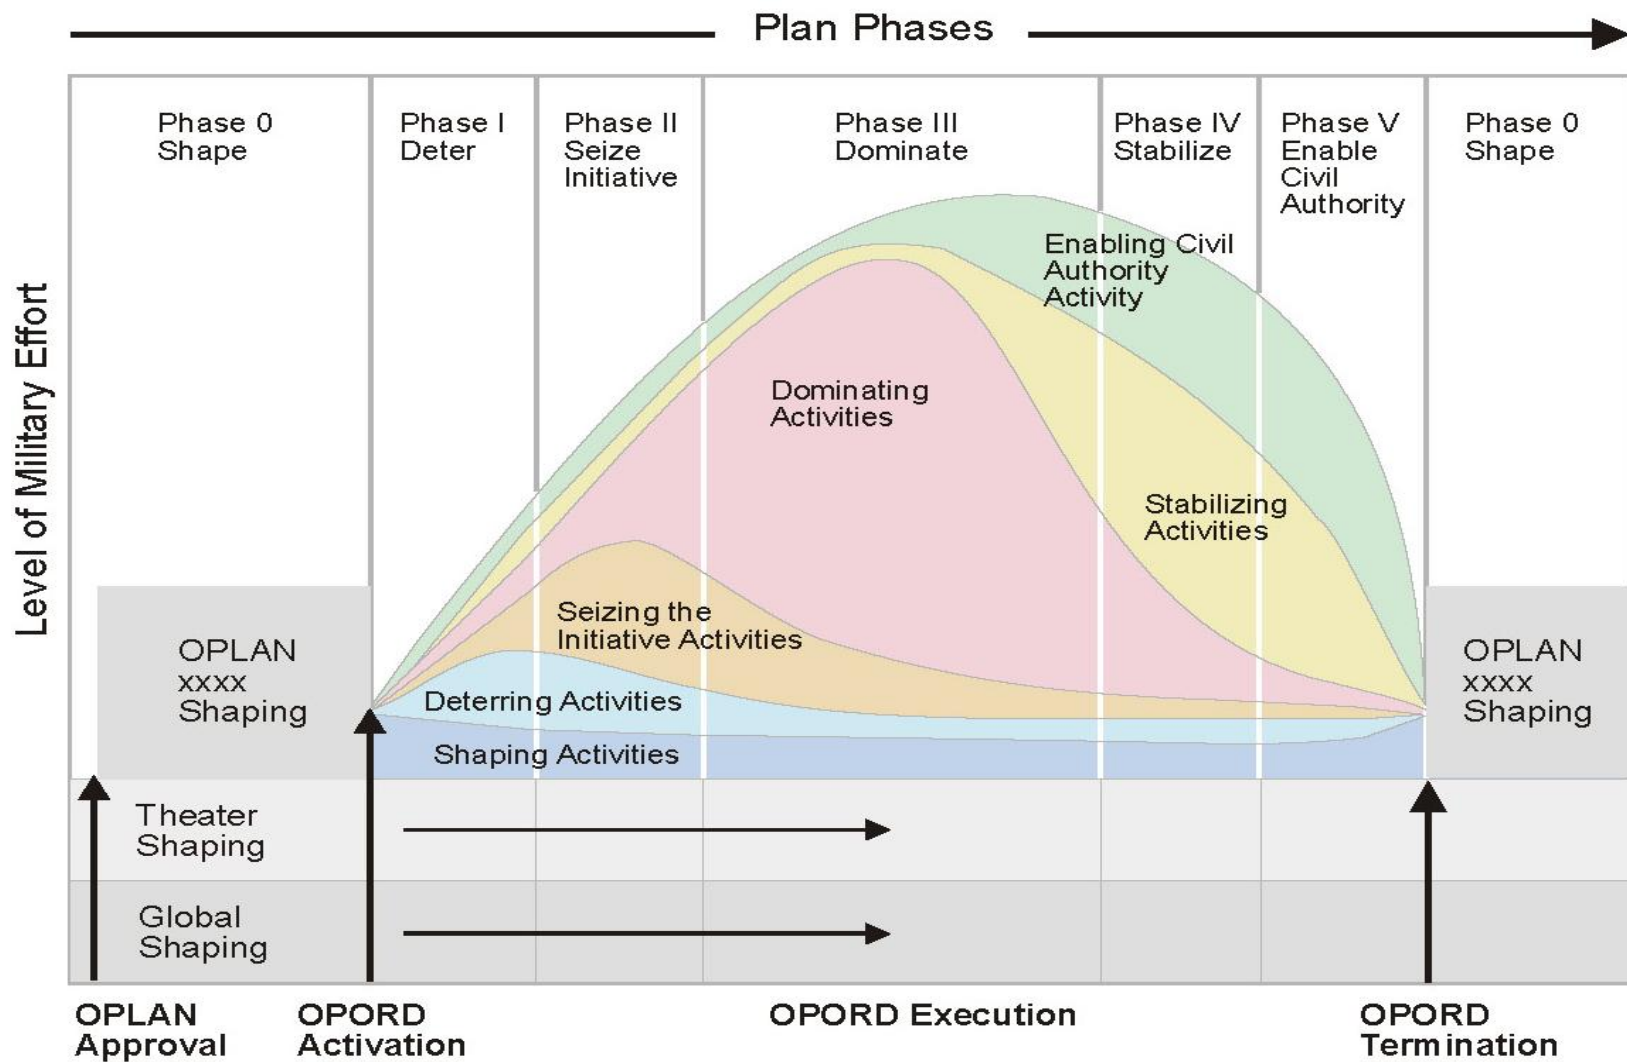 Plan Phases
Phase 0
Shape
Phase I
Deter
Phase II
Seize
Initiative
Phase III
Dominate
Phase IV
Stabilize
Phase V
Enable
Civil
Authority
Phase 0
Shape
Level of Military Effort
Enabling Civil
Authority
Activity
Dominating
Activities
Stabilizing
Activities
Seizing the
Initiative Activities
Deterring Activities
Shaping Activities
OPLAN
xxxx
Shaping
OPLAN
xxxx
Shaping
Theater
Shaping
Global
Shaping
OPLAN
Approval
OPORD
Activation
OPORD Execution
OPORD
Termination